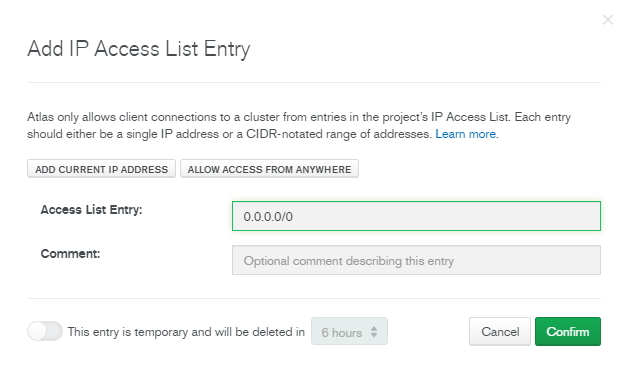 Add IP Access List Entry
Atlas only allows client connections to a cluster from entries in the project's IP Access List. Each entry
should either be a single IP address or a CIDR-notated range of addresses. Learn more.
ADD CURRENT IP ADDRESS ALLOW ACCESS FROM ANYWHERE
Access List Entry: 0.0.0.0/0
Comment: Optional comment describing this entry
This entry is temporary and will be deleted in 6 hours Cancel Confirm